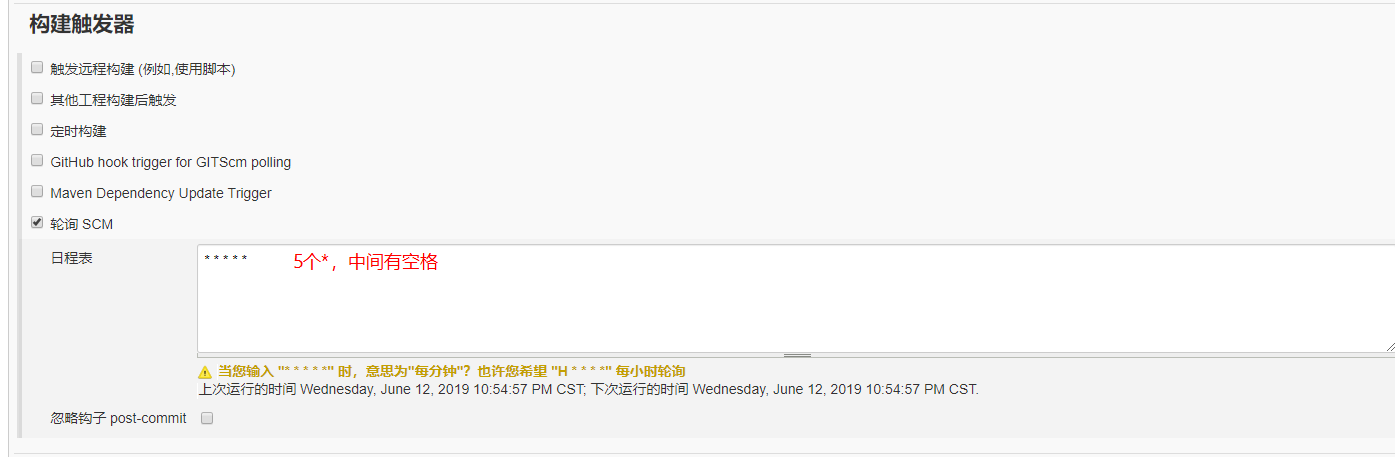 构建触发器
触发远程构建 (例如,使用脚本)
其他工程构建后触发
定时构建
GitHub hook trigger for GITScm polling
Maven Dependency Update Trigger
轮询 SCM
日程表
* * * * * 5个*，中间有空格
当您输入 "* * * * *" 时，意思为"每分钟"？也许您希望 "H * * * *" 每小时轮询
上次运行的时间 Wednesday, June 12, 2019 10:54:57 PM CST; 下次运行的时间 Wednesday, June 12, 2019 10:54:57 PM CST.
忽略钩子 post-commit